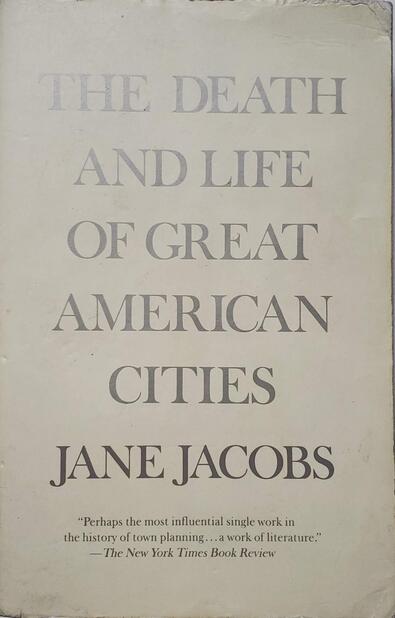 THE DEATH
AND LIFE
OF GREAT
AMERICAN
CITIES
JANE JACOBS
“Perhaps the most influential single work in
the history of town planning...a work of literature.”
—The New York Times Book Review